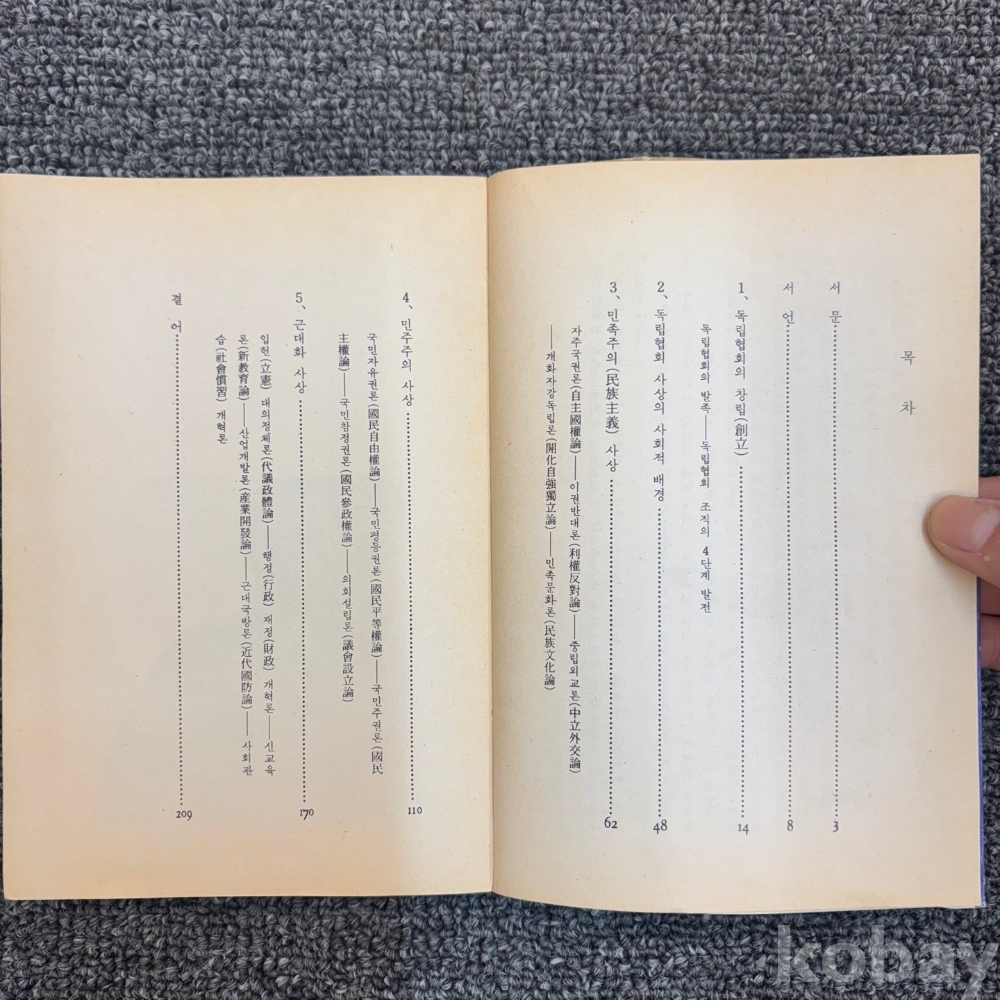 목 차
서 문 3
서 언 8
1、독립협회의 창립(創立) 14
독립협회의 발족──독립협회 조직의 4단계 발전
2、독립협회 사상의 사회적 배경 48
3、민족주의(民族主義) 사상 62
자주국권론(自主國權論)──이권반대론(利權反對論)──중립외교론(中立外交論)
──개화자강독립론(開化自強獨立論)──민족문화론(民族文化論)
4、민주주의 사상 110
국민자유권론(國民自由權論)──국민평등권론(國民平等權論)──국민주권론(國民
主權論)──국민참정권론(國民參政權論)──의회설립론(議會設立論)
5、근대화 사상 170
입헌(立憲) 대의정체론(代議政體論)──행정(行政) 재정(財政) 개혁론──신교육
론(新敎育論)──산업개발론(産業開發論)──근대국방론(近代國防論)──사회관
습(社會慣習) 개혁론
결 어 209
kobay